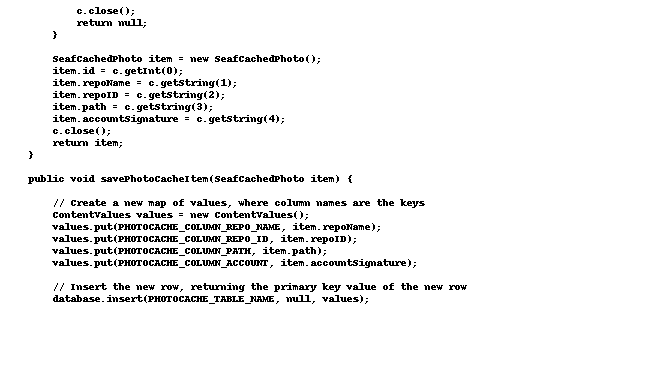 c.close();
return null;
}
SeafCachedPhoto item = new SeafCachedPhoto();
item.id = c.getInt(0);
item.repoName = c.getString(1);
item.repoID = c.getString(2);
item.path = c.getString(3);
item.accountSignature = c.getString(4);
c.close();
return item;
}
public void savePhotoCacheItem(SeafCachedPhoto item) {
// Create a new map of values, where column names are the keys
ContentValues values = new ContentValues();
values.put(PHOTOCACHE_COLUMN_REPO_NAME, item.repoName);
values.put(PHOTOCACHE_COLUMN_REPO_ID, item.repoID);
values.put(PHOTOCACHE_COLUMN_PATH, item.path);
values.put(PHOTOCACHE_COLUMN_ACCOUNT, item.accountSignature);
// Insert the new row, returning the primary key value of the new row
database.insert(PHOTOCACHE_TABLE_NAME, null, values);